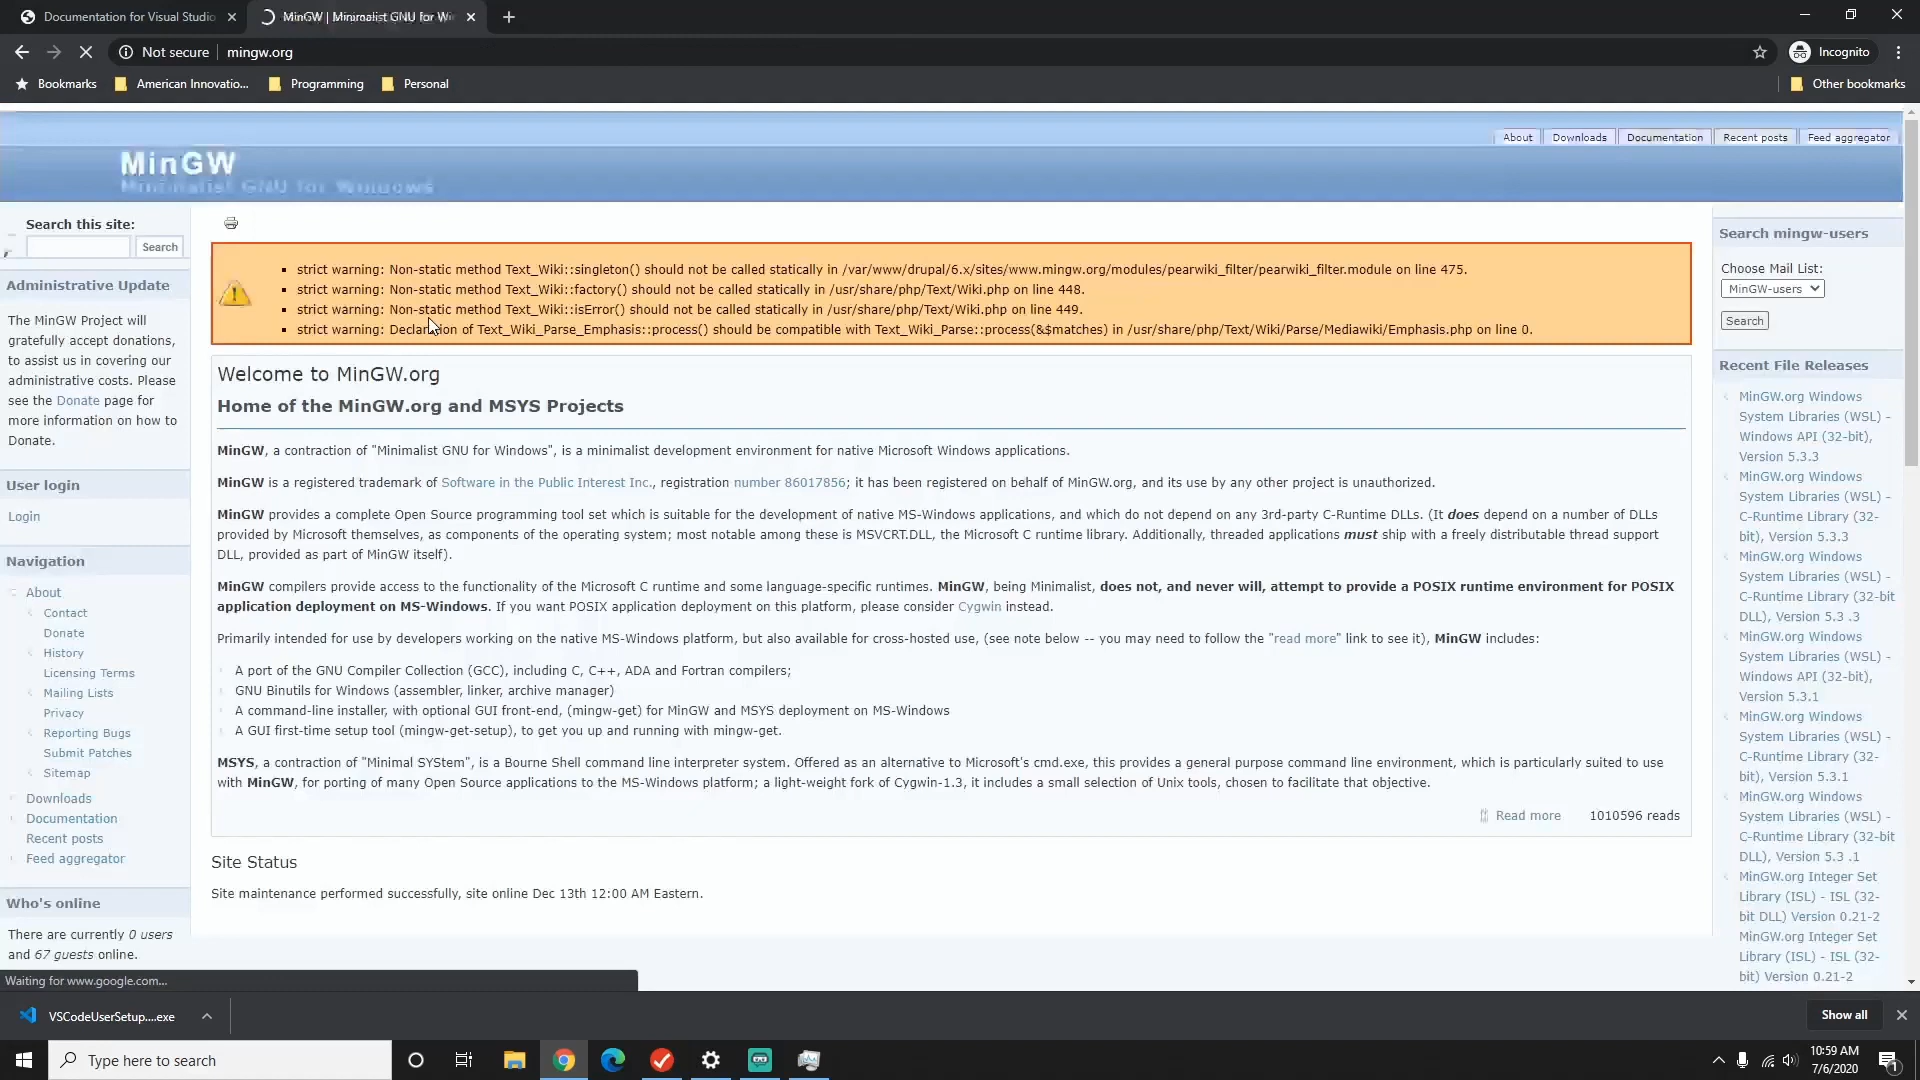 Documentation for Visual Studio
MinGW | Minimalist GNU for Wi
Not secure
mingw.org
Incognito
Bookmarks
American Innovatio...
Programming
Personal
Other bookmarks
About
Downloads
Documentation
Recent posts
Feed aggregator
MinGW
Minimalist GNU for Windows
Search this site:
Search
Administrative Update
The MinGW Project will
gratefully accept donations,
to assist us in covering our
administrative costs. Please
see the Donate page for
more information on how to
Donate.
User login
Login
Navigation
About
Contact
Donate
History
Licensing Terms
Mailing Lists
Privacy
Reporting Bugs
Submit Patches
Sitemap
Downloads
Documentation
Recent posts
Feed aggregator
Who's online
There are currently 0 users
and 67 guests online.
strict warning: Non-static method Text_Wiki::singleton() should not be called statically in /var/www/drupal/6.x/sites/www.mingw.org/modules/pearwiki_filter/pearwiki_filter.module on line 475.
strict warning: Non-static method Text_Wiki::factory() should not be called statically in /usr/share/php/Text/Wiki.php on line 448.
strict warning: Non-static method Text_Wiki::isError() should not be called statically in /usr/share/php/Text/Wiki.php on line 449.
strict warning: Declaration of Text_Wiki_Parse_Emphasis::process() should be compatible with Text_Wiki_Parse::process(&$matches) in /usr/share/php/Text/Wiki/Parse/Mediawiki/Emphasis.php on line 0.
Welcome to MinGW.org
Home of the MinGW.org and MSYS Projects
MinGW, a contraction of "Minimalist GNU for Windows", is a minimalist development environment for native Microsoft Windows applications.
MinGW is a registered trademark of Software in the Public Interest Inc., registration number 86017856; it has been registered on behalf of MinGW.org, and its use by any other project is unauthorized.
MinGW provides a complete Open Source programming tool set which is suitable for the development of native MS-Windows applications, and which do not depend on any 3rd-party C-Runtime DLLs. (It does depend on a number of DLLs
provided by Microsoft themselves, as components of the operating system; most notable among these is MSVCRT.DLL, the Microsoft C runtime library. Additionally, threaded applications must ship with a freely distributable thread support
DLL, provided as part of MinGW itself).
MinGW compilers provide access to the functionality of the Microsoft C runtime and some language-specific runtimes. MinGW, being Minimalist, does not, and never will, attempt to provide a POSIX runtime environment for POSIX
application deployment on MS-Windows. If you want POSIX application deployment on this platform, please consider Cygwin instead.
Primarily intended for use by developers working on the native MS-Windows platform, but also available for cross-hosted use, (see note below -- you may need to follow the "read more" link to see it), MinGW includes:
A port of the GNU Compiler Collection (GCC), including C, C++, ADA and Fortran compilers;
GNU Binutils for Windows (assembler, linker, archive manager)
A command-line installer, with optional GUI front-end, (mingw-get) for MinGW and MSYS deployment on MS-Windows
A GUI first-time setup tool (mingw-get-setup), to get you up and running with mingw-get.
MSYS, a contraction of "Minimal SYStem", is a Bourne Shell command line interpreter system. Offered as an alternative to Microsoft's cmd.exe, this provides a general purpose command line environment, which is particularly suited to use
with MinGW, for porting of many Open Source applications to the MS-Windows platform; a light-weight fork of Cygwin-1.3, it includes a small selection of Unix tools, chosen to facilitate that objective.
Read more
1010596 reads
Site Status
Site maintenance performed successfully, site online Dec 13th 12:00 AM Eastern.
Search mingw-users
Choose Mail List:
MinGW-users
Search
Recent File Releases
MinGW.org Windows
System Libraries (WSL) -
Windows API (32-bit),
Version 5.3.3
MinGW.org Windows
System Libraries (WSL) -
C-Runtime Library (32-
bit), Version 5.3.3
MinGW.org Windows
System Libraries (WSL) -
C-Runtime Library (32-bit
DLL), Version 5.3 .3
MinGW.org Windows
System Libraries (WSL) -
Windows API (32-bit),
Version 5.3.1
MinGW.org Windows
System Libraries (WSL) -
C-Runtime Library (32-
bit), Version 5.3.1
MinGW.org Windows
System Libraries (WSL) -
C-Runtime Library (32-bit
DLL), Version 5.3 .1
MinGW.org Integer Set
Library (ISL) - ISL (32-
bit DLL) Version 0.21-2
MinGW.org Integer Set
Library (ISL) - ISL (32-
bit) Version 0.21-2
Waiting for www.google.com...
VSCodeUserSetup....exe
Show all
Type here to search
10:59 AM
7/6/2020
1